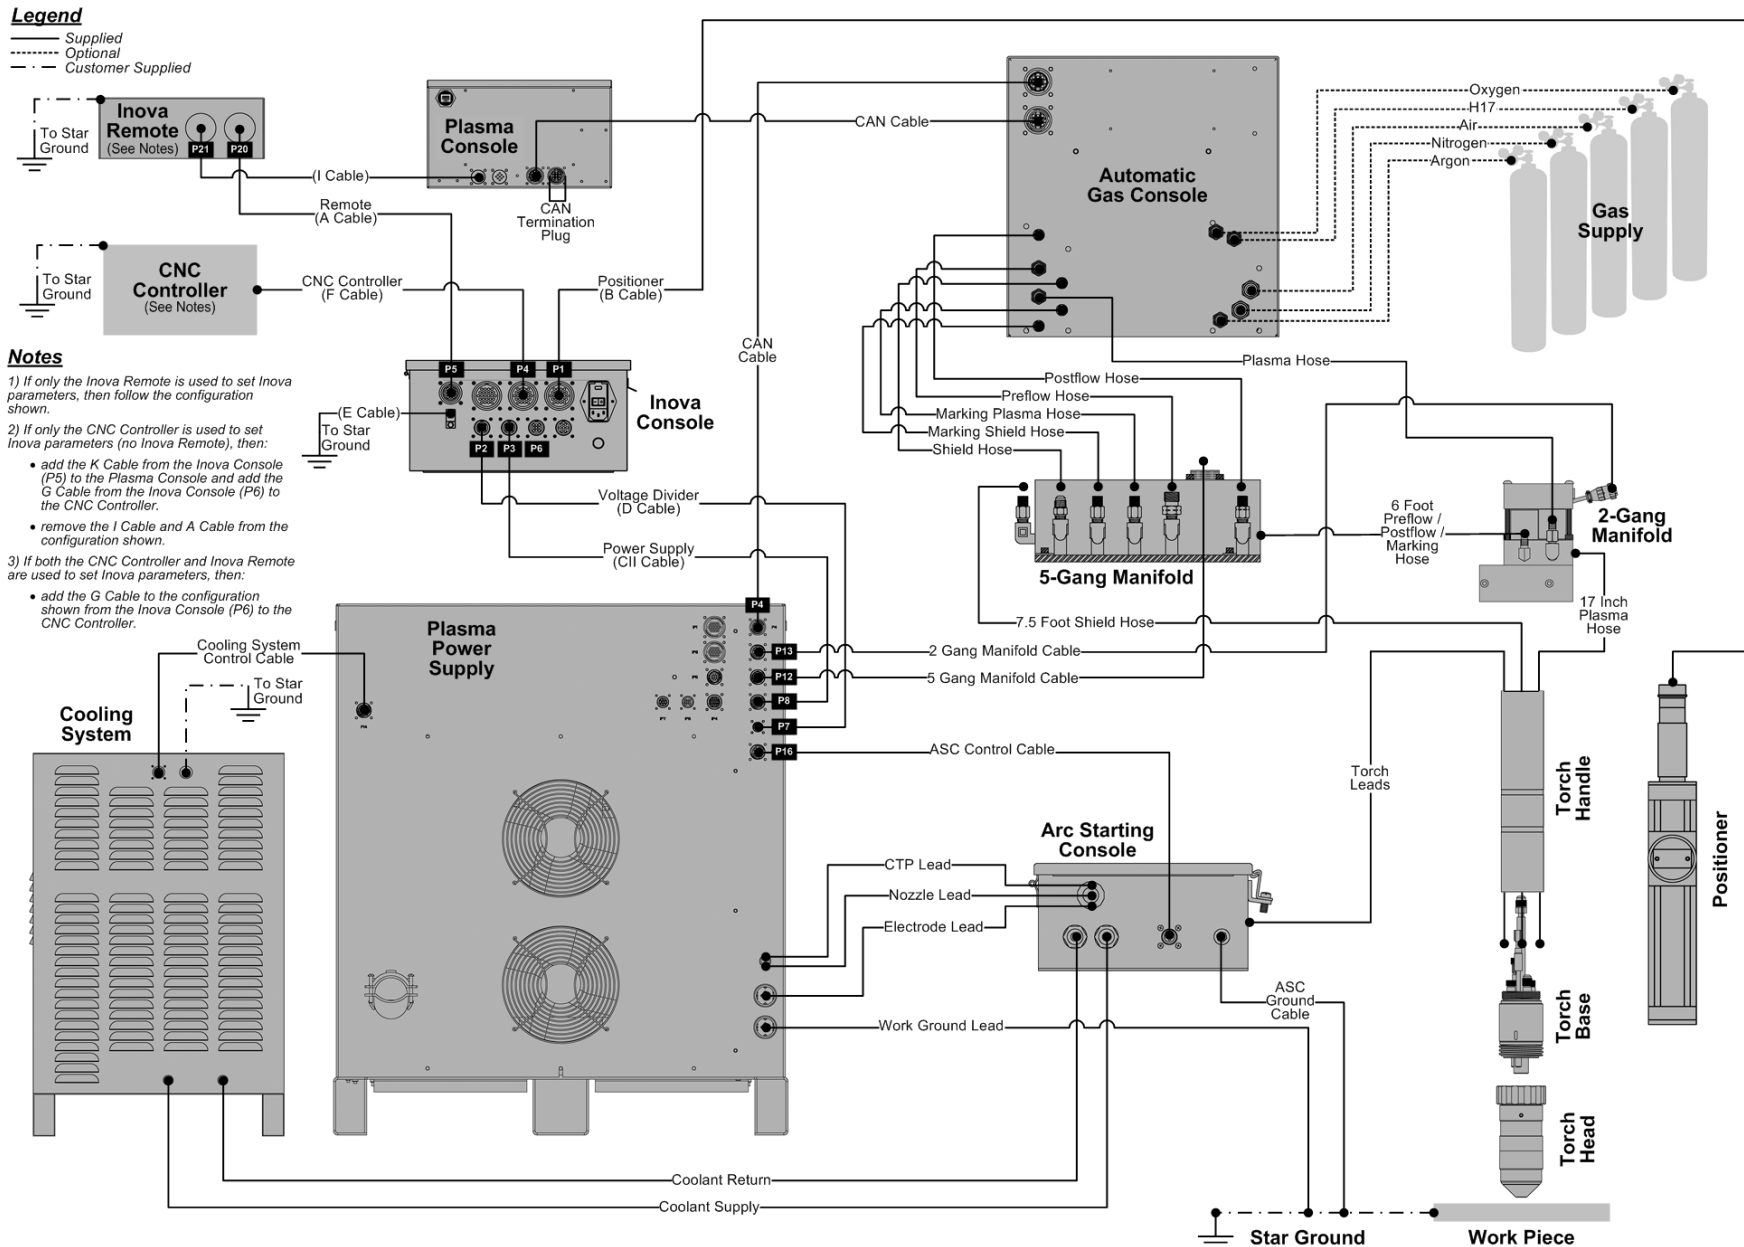 Legend
Supplied
Optional
Customer Supplied
Inova
Remote
(See Notes)
P21
P20
To Star
Ground
(I Cable)
Remote
(A Cable)
Plasma
Console
CAN
Termination
Plug
CAN Cable
CNC
Controller
(See Notes)
To Star
Ground
CNC Controller
(F Cable)
Positioner
(B Cable)
Automatic
Gas Console
Oxygen
H17
Air
Nitrogen
Argon
Gas
Supply
Notes
1) If only the Inova Remote is used to set Inova
parameters, then follow the configuration
shown.
2) If only the CNC Controller is used to set
Inova parameters (no Inova Remote), then:
• add the K Cable from the Inova Console
(P5) to the Plasma Console and add the
G Cable from the Inova Console (P6) to
the CNC Controller.
• remove the I Cable and A Cable from the
configuration shown.
3) If both the CNC Controller and Inova Remote
are used to set Inova parameters, then:
• add the G Cable to the configuration
shown from the Inova Console (P6) to the
CNC Controller.
P5
P4
P1
(E Cable)
To Star
Ground
P2
P3
P6
Inova
Console
CAN
Cable
Voltage Divider
(D Cable)
Power Supply
(CII Cable)
Plasma Hose
Postflow Hose
Preflow Hose
Marking Plasma Hose
Marking Shield Hose
Shield Hose
5-Gang Manifold
6 Foot
Preflow /
Postflow /
Marking
Hose
2-Gang
Manifold
17 Inch
Plasma
Hose
7.5 Foot Shield Hose
2 Gang Manifold Cable
5 Gang Manifold Cable
Plasma
Power
Supply
P4
P13
P12
P8
P7
P16
Cooling System
Control Cable
To Star
Ground
Cooling
System
ASC Control Cable
Torch
Leads
Arc Starting
Console
CTP Lead
Nozzle Lead
Electrode Lead
Work Ground Lead
ASC
Ground
Cable
Torch
Handle
Positioner
Torch
Base
Torch
Head
Coolant Return
Coolant Supply
Star Ground
Work Piece